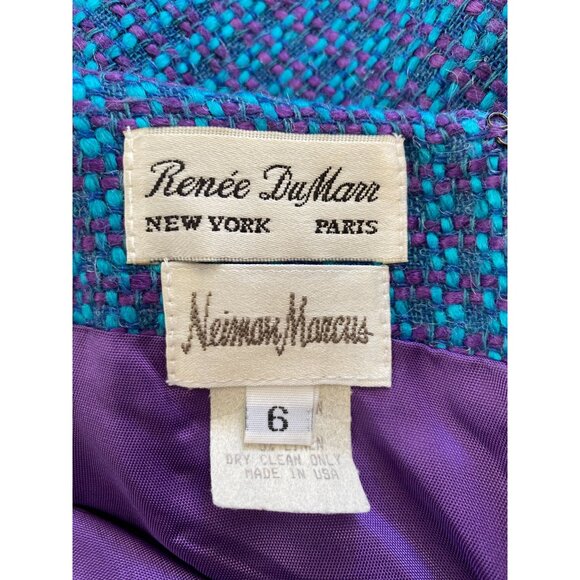 Renée DuMarr
NEW YORK PARIS
Neiman Marcus
6
DRY CLEAN ONLY
MADE IN USA